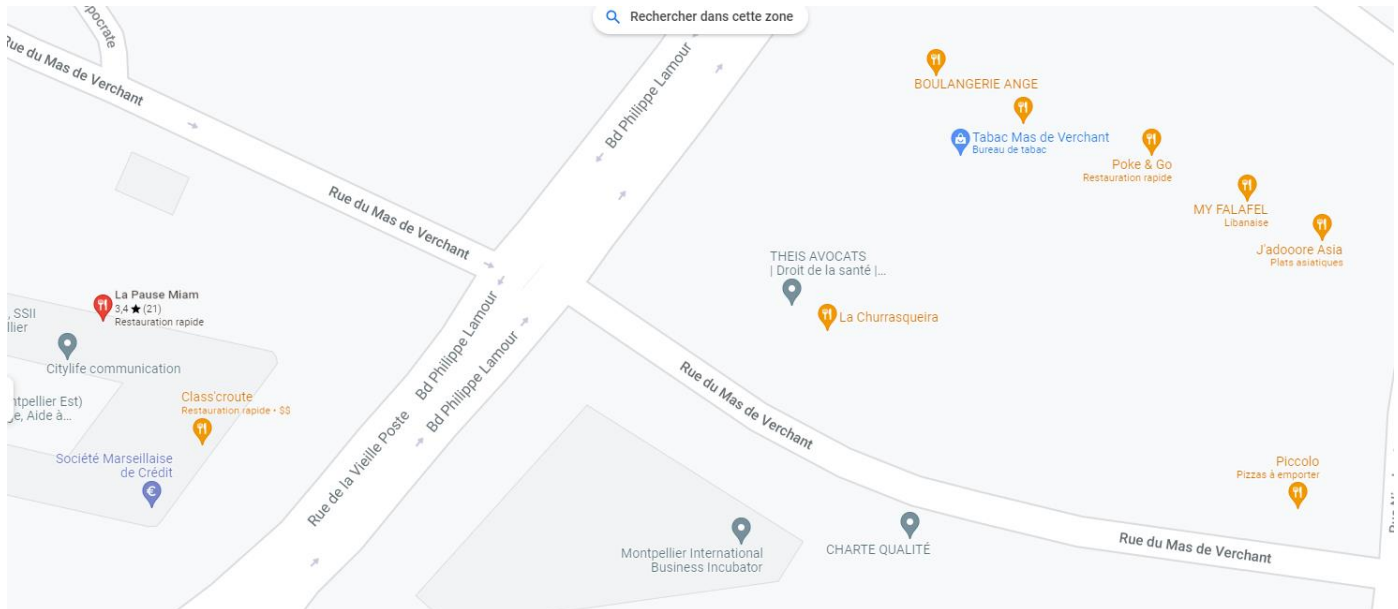 Rechercher dans cette zone
pocrate
Rue du Mas de Verchant
Bd Philippe Lamour
BOULANGERIE ANGE
Tabac Mas de Verchant
Bureau de tabac
Poke & Go
Restauration rapide
MY FALAFEL
Libanaise
J'adooore Asia
Plats asiatiques
Rue du Mas de Verchant
THEIS AVOCATS
| Droit de la santé |...
La Churrasqueira
La Pause Miam
3,4 ★ (21)
Restauration rapide
, SSII
llier
Citylife communication
Bd Philippe Lamour
Bd Philippe Lamour
Rue du Mas de Verchant
ntpellier Est)
ge, Aide à...
Class'croute
Restauration rapide • $$
Rue de la Vieille Poste
Société Marseillaise
de Crédit
€
Piccolo
Pizzas à emporter
Montpellier International
Business Incubator
CHARTE QUALITÉ
Rue du Mas de Verchant